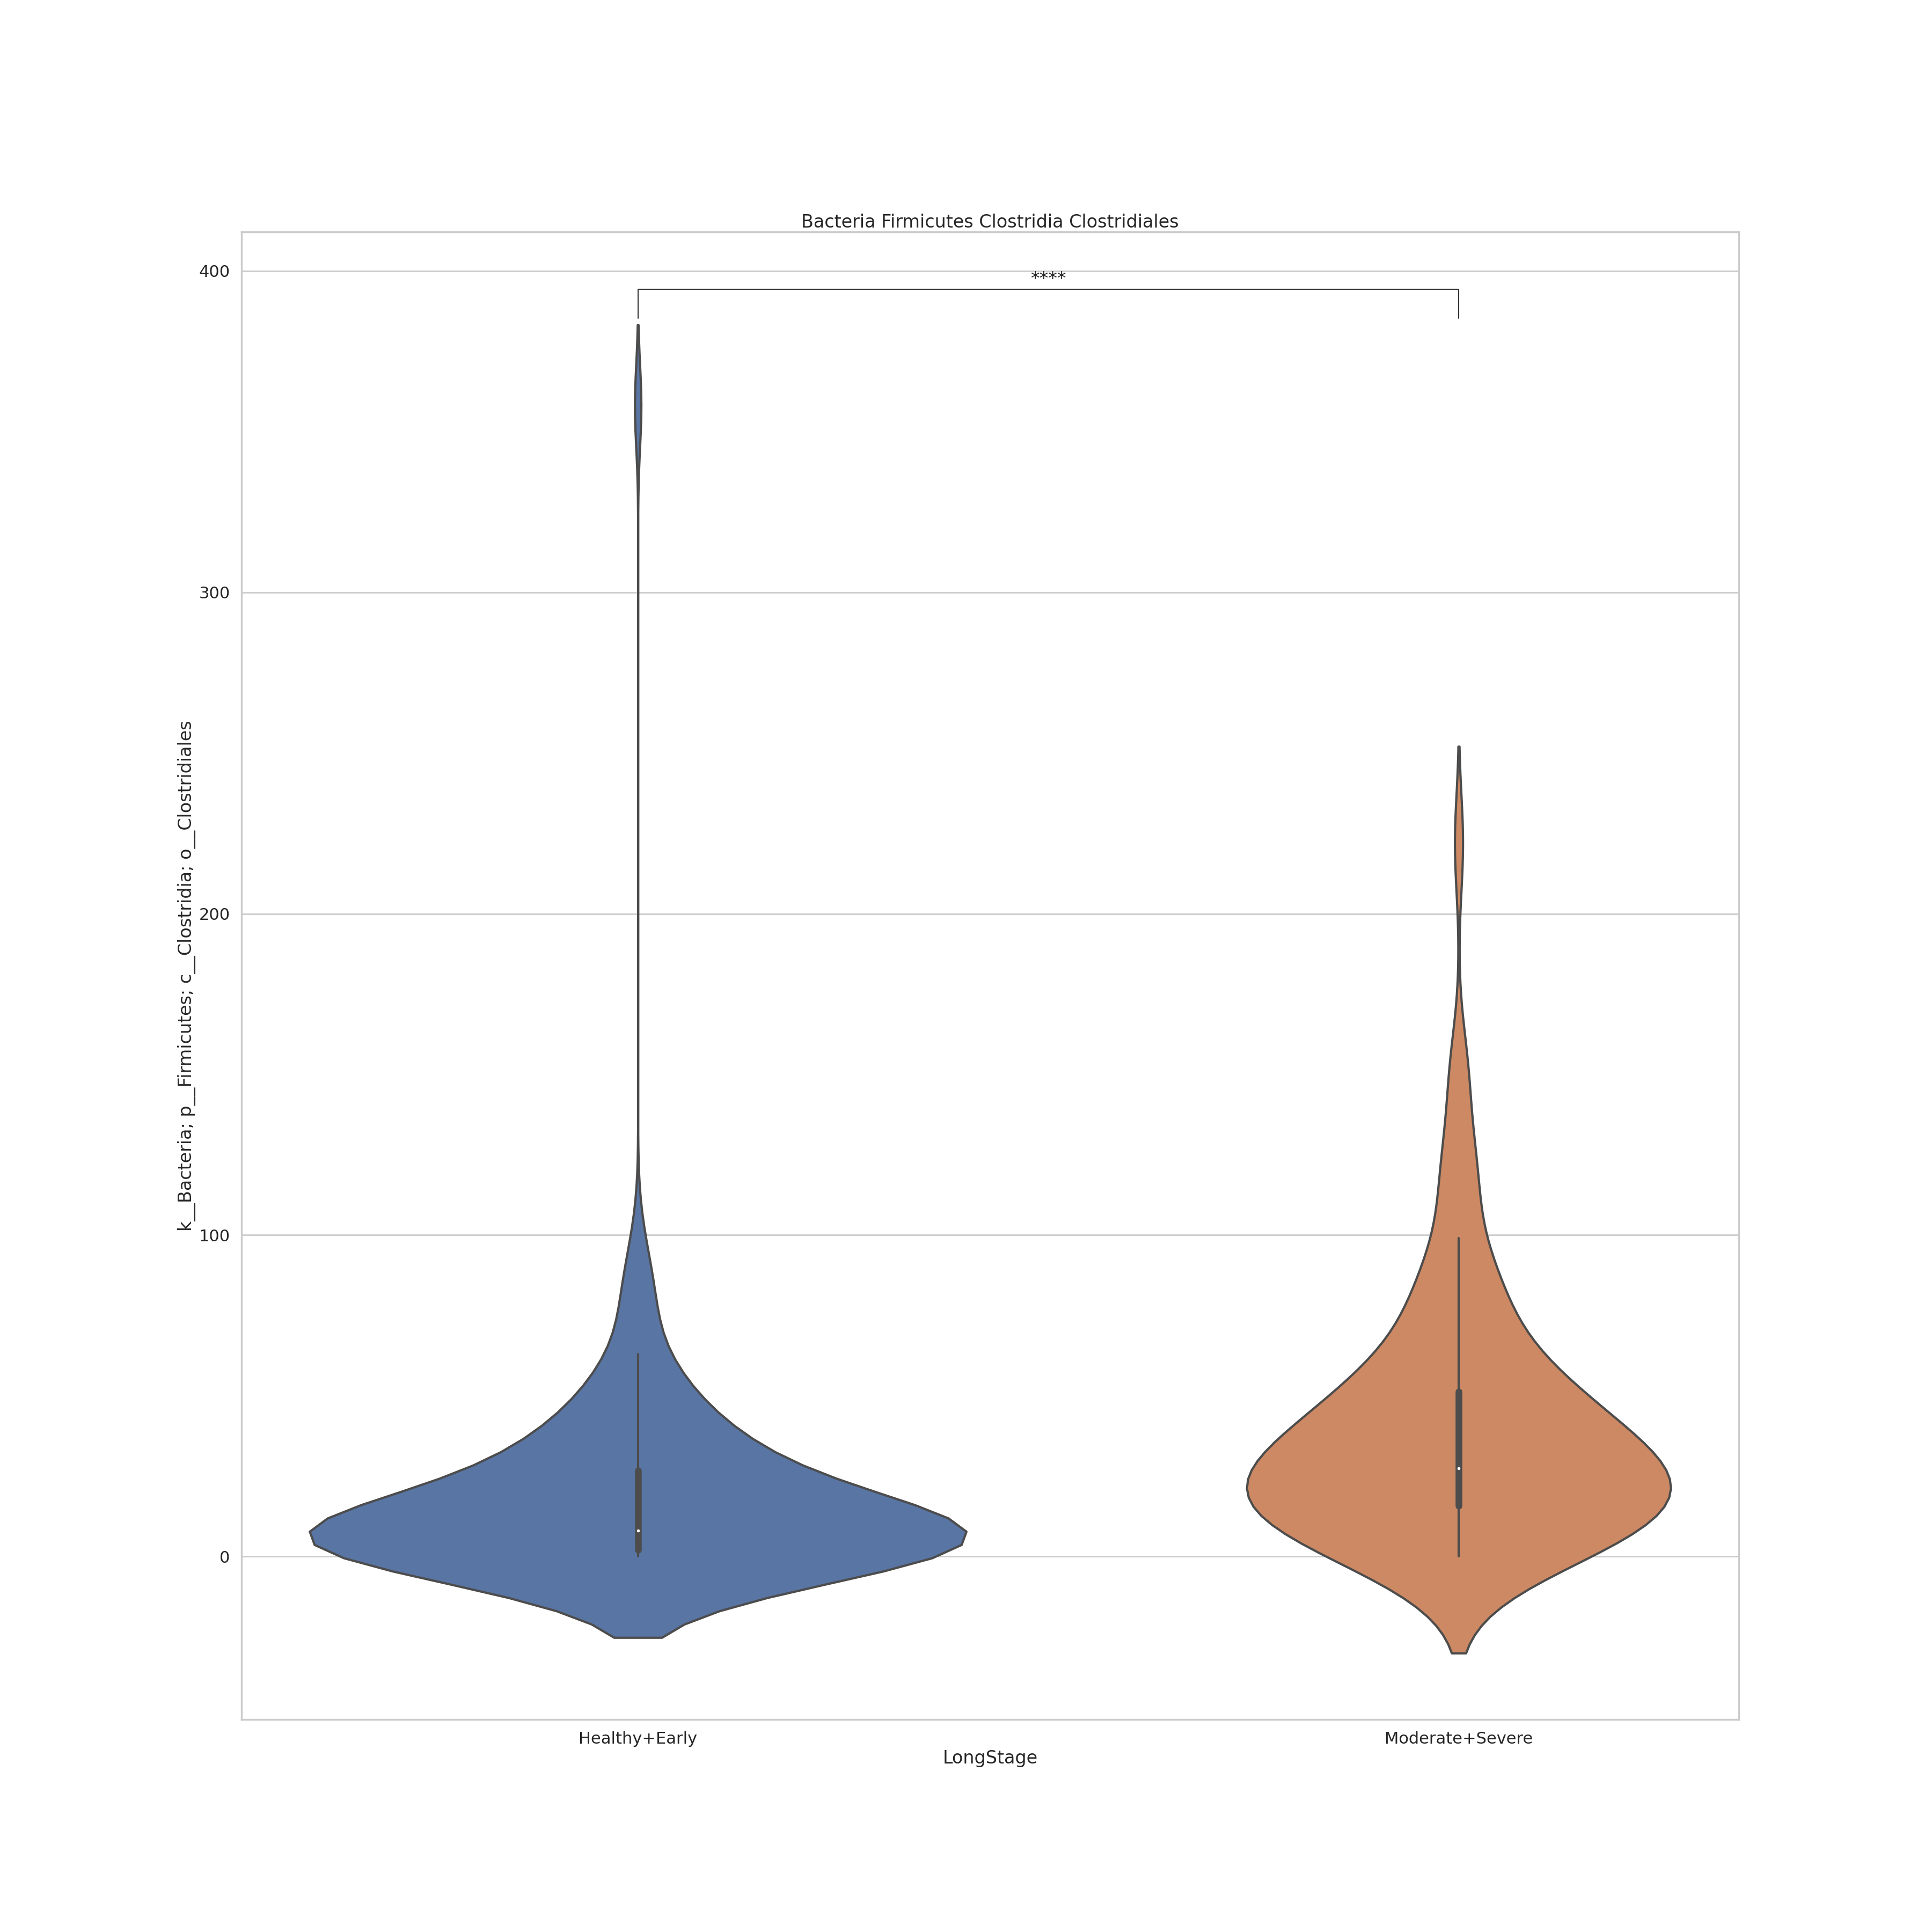 Bacteria Firmicutes Clostridia Clostridiales
****
400
300
200
100
0
k__Bacteria; p__Firmicutes; c__Clostridia; o__Clostridiales
Healthy+Early
Moderate+Severe
LongStage